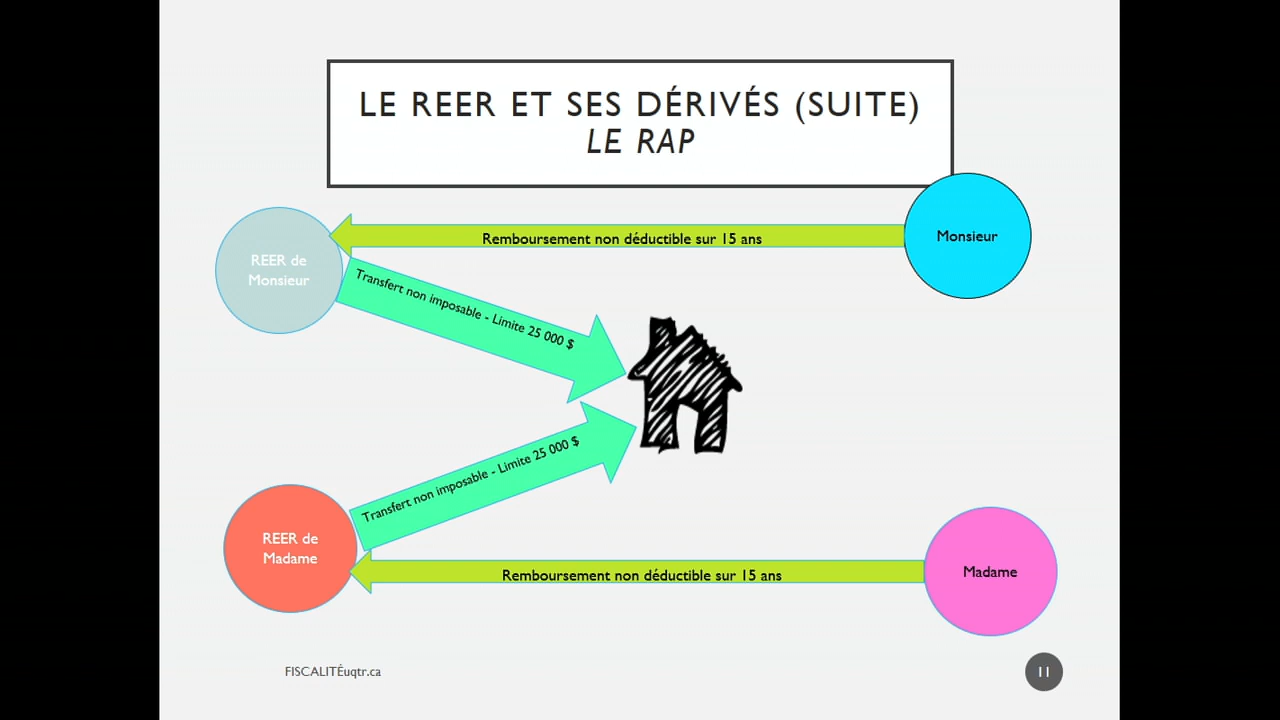 LE REER ET SES DÉRIVÉS (SUITE)
LE RAP
Remboursement non déductible sur 15 ans
Monsieur
REER de
Monsieur
Transfert non imposable - Limite 25 000 $
Transfert non imposable - Limite 25 000 $
REER de
Madame
Remboursement non déductible sur 15 ans
Madame
FISCALITÉuqtr.ca
11